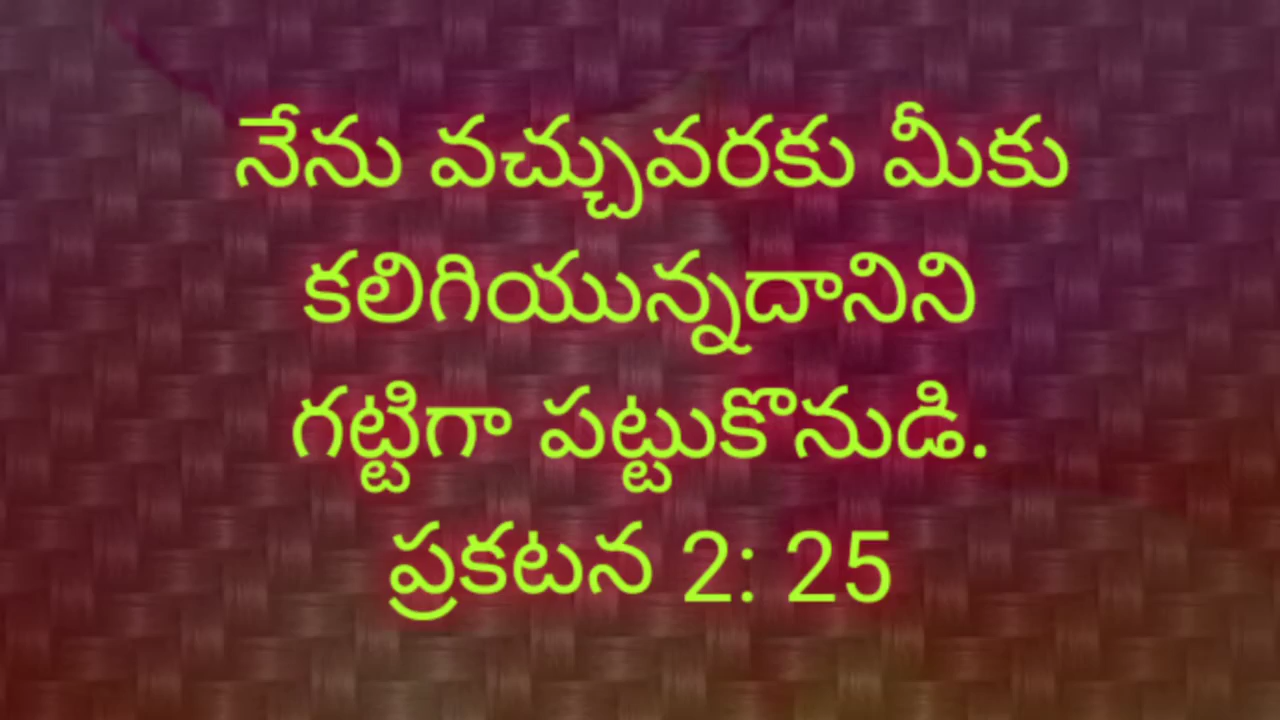 నేను వచ్చువరకు మీకు
కలిగియున్నదానిని
గట్టిగా పట్టుకొనుడి.
ప్రకటన 2: 25